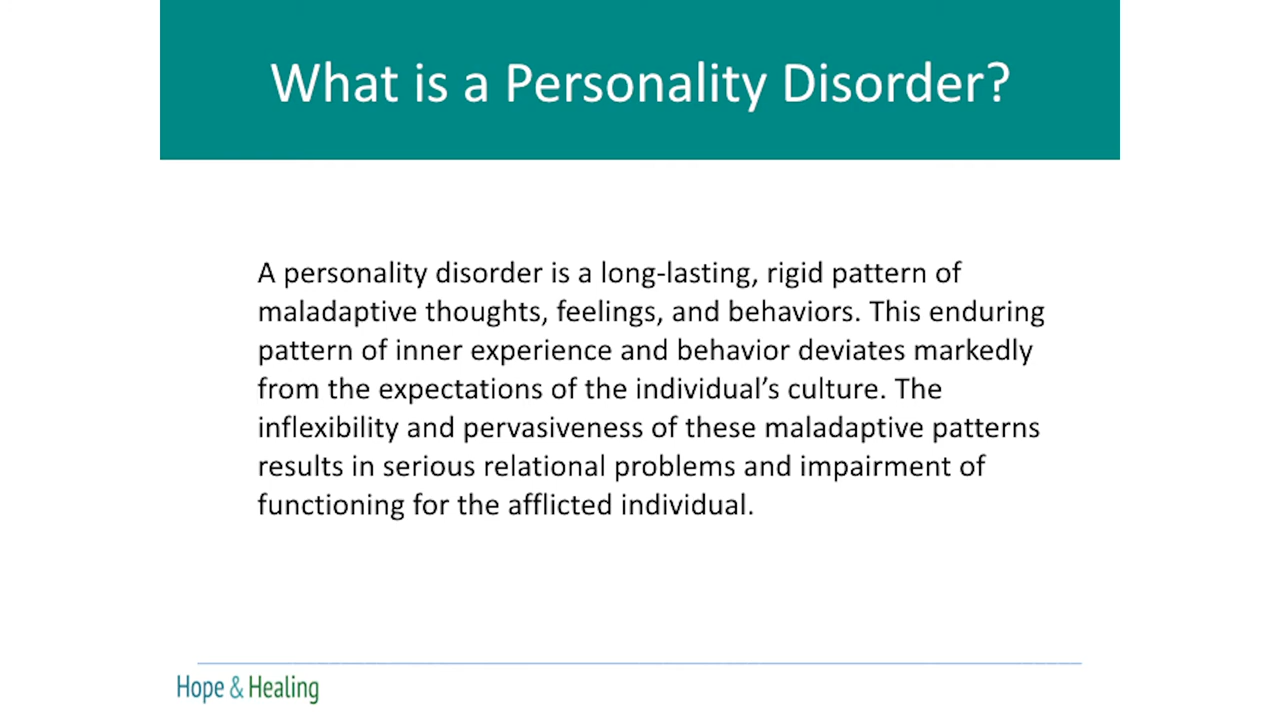 What is a Personality Disorder?
A personality disorder is a long-lasting, rigid pattern of
maladaptive thoughts, feelings, and behaviors. This enduring
pattern of inner experience and behavior deviates markedly
from the expectations of the individual’s culture. The
inflexibility and pervasiveness of these maladaptive patterns
results in serious relational problems and impairment of
functioning for the afflicted individual.
Hope & Healing